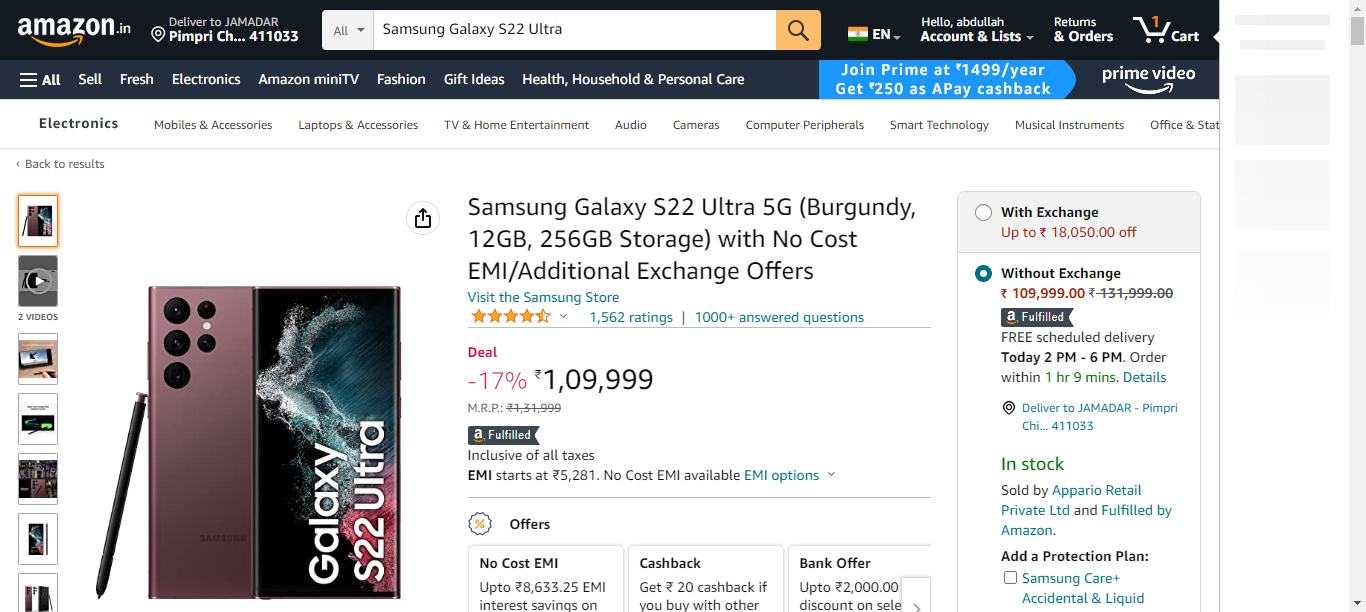 amazon.in
Deliver to JAMADAR
Pimpri Ch... 411033
All
Samsung Galaxy S22 Ultra
EN
Hello, abdullah
Account & Lists
Returns
& Orders
1
Cart
All
Sell
Fresh
Electronics
Amazon miniTV
Fashion
Gift Ideas
Health, Household & Personal Care
Join Prime at ₹1499/year
Get ₹250 as APay cashback
prime video
Electronics
Mobiles & Accessories
Laptops & Accessories
TV & Home Entertainment
Audio
Cameras
Computer Peripherals
Smart Technology
Musical Instruments
Office & Stat
‹ Back to results
2 VIDEOS
SAMSUNG
Galaxy
S22 Ultra
Samsung Galaxy S22 Ultra 5G (Burgundy,
12GB, 256GB Storage) with No Cost
EMI/Additional Exchange Offers
Visit the Samsung Store
1,562 ratings | 1000+ answered questions
Deal
-17% ₹1,09,999
M.R.P.: ₹1,31,999
a Fulfilled
Inclusive of all taxes
EMI starts at ₹5,281. No Cost EMI available EMI options
% Offers
No Cost EMI
Upto ₹8,633.25 EMI
interest savings on
Cashback
Get ₹ 20 cashback if
you buy with other
Bank Offer
Upto ₹2,000.00
discount on sele
With Exchange
Up to ₹ 18,050.00 off
Without Exchange
₹ 109,999.00 ₹ 131,999.00
a Fulfilled
FREE scheduled delivery
Today 2 PM - 6 PM. Order
within 1 hr 9 mins. Details
Deliver to JAMADAR - Pimpri
Chi... 411033
In stock
Sold by Appario Retail
Private Ltd and Fulfilled by
Amazon.
Add a Protection Plan:
Samsung Care+
Accidental & Liquid